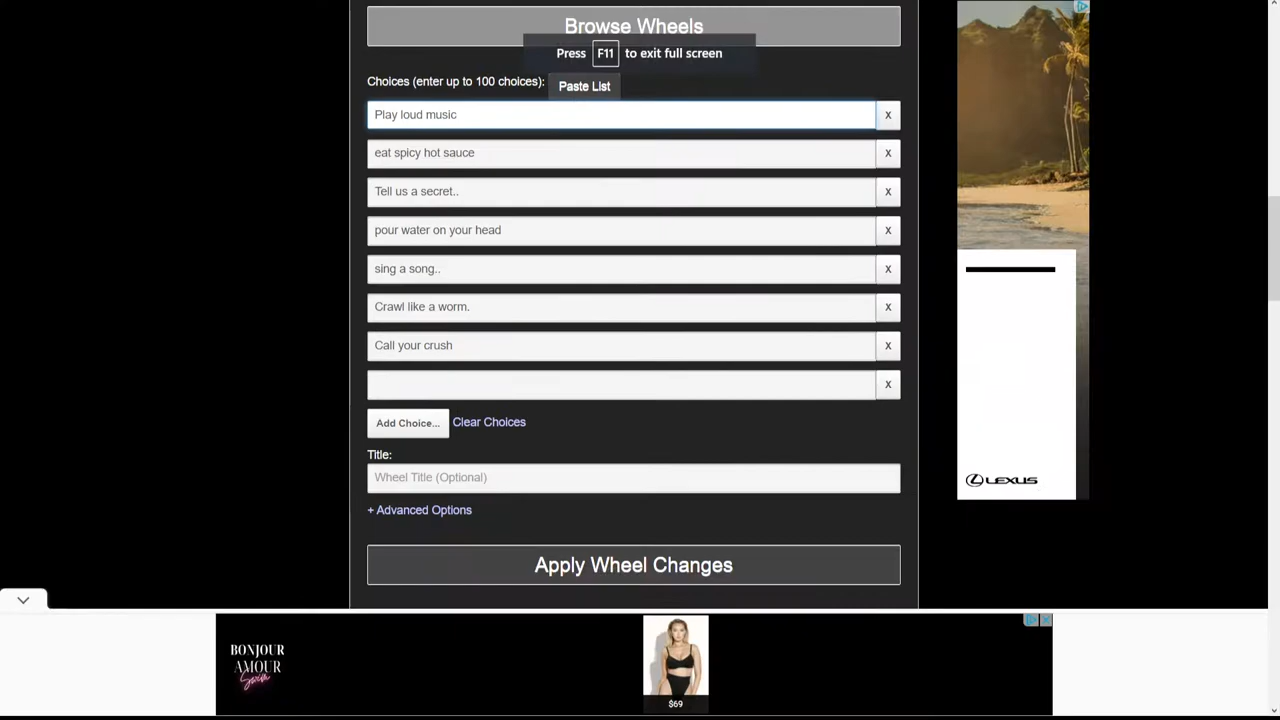 Browse Wheels
Press F11 to exit full screen
Choices (enter up to 100 choices): Paste List
Play loud music X
eat spicy hot sauce X
Tell us a secret.. X
pour water on your head X
sing a song.. X
Crawl like a worm. X
Call your crush X
X
Add Choice... Clear Choices
Title:
Wheel Title (Optional)
+ Advanced Options
Apply Wheel Changes
LEXUS
BONJOUR
AMOUR
Swim
$69